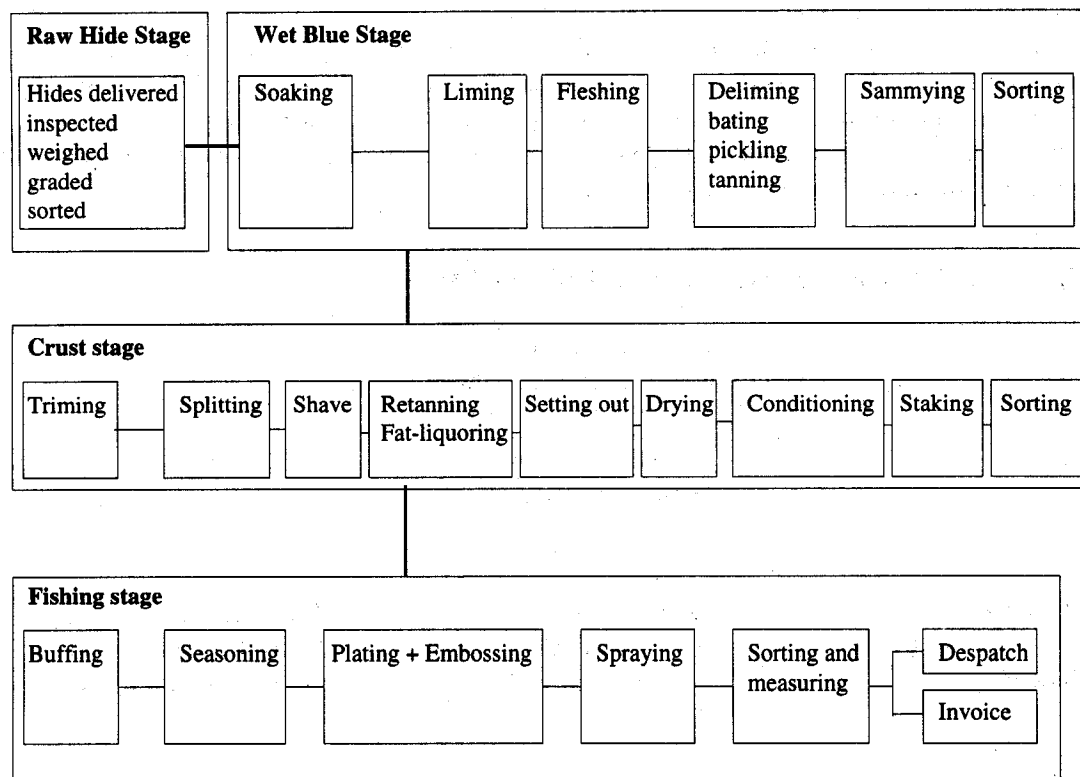 Raw Hide Stage
Hides delivered
inspected
weighed
graded
sorted
Wet Blue Stage
Soaking
Liming
Fleshing
Deliming
bating
pickling
tanning
Sammying
Sorting
Crust stage
Triming
Splitting
Shave
Retanning
Fat-liquoring
Setting out
Drying
Conditioning
Staking
Sorting
Fishing stage
Buffing
Seasoning
Plating + Embossing
Spraying
Sorting and
measuring
Despatch
Invoice